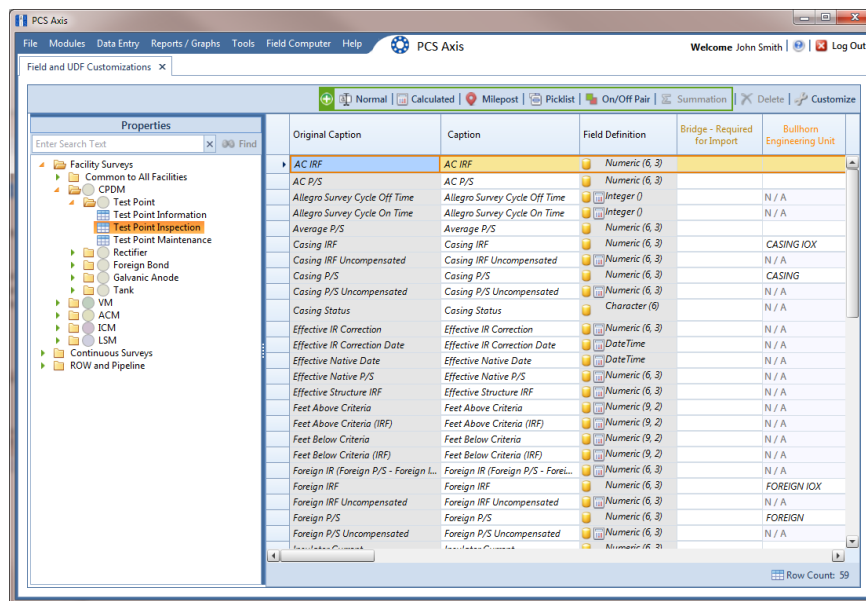 PCS Axis
File Modules Data Entry Reports / Graphs Tools Field Computer Help PCS Axis Welcome John Smith | | Log Out
Field and UDF Customizations X
Normal | Calculated | Milepost | Picklist | On/Off Pair | Summation | Delete | Customize
Properties
Enter Search Text x Find
Facility Surveys
Common to All Facilities
CPDM
Test Point
Test Point Information
Test Point Inspection
Test Point Maintenance
Rectifier
Foreign Bond
Galvanic Anode
Tank
VM
ACM
ICM
LSM
Continuous Surveys
ROW and Pipeline
Original Caption Caption Field Definition Bridge - Required for Import Bullhorn Engineering Unit
AC IRF AC IRF Numeric (6, 3)
AC P/S AC P/S Numeric (6, 3)
Allegro Survey Cycle Off Time Allegro Survey Cycle Off Time Integer () N / A
Allegro Survey Cycle On Time Allegro Survey Cycle On Time Integer () N / A
Average P/S Average P/S Numeric (6, 3)
Casing IRF Casing IRF Numeric (6, 3) CASING IOX
Casing IRF Uncompensated Casing IRF Uncompensated Numeric (6, 3) N / A
Casing P/S Casing P/S Numeric (6, 3) CASING
Casing P/S Uncompensated Casing P/S Uncompensated Numeric (6, 3) N / A
Casing Status Casing Status Character (6) N / A
Effective IR Correction Effective IR Correction Numeric (6, 3) N / A
Effective IR Correction Date Effective IR Correction Date DateTime N / A
Effective Native Date Effective Native Date DateTime N / A
Effective Native P/S Effective Native P/S Numeric (6, 3) N / A
Effective Structure IRF Effective Structure IRF Numeric (6, 3) N / A
Feet Above Criteria Feet Above Criteria Numeric (9, 2) N / A
Feet Above Criteria (IRF) Feet Above Criteria (IRF) Numeric (9, 2) N / A
Feet Below Criteria Feet Below Criteria Numeric (9, 2) N / A
Feet Below Criteria (IRF) Feet Below Criteria (IRF) Numeric (9, 2) N / A
Foreign IR (Foreign P/S - Foreign I... Foreign IR (Foreign P/S - Forei... Numeric (6, 3) N / A
Foreign IRF Foreign IRF Numeric (6, 3) FOREIGN IOX
Foreign IRF Uncompensated Foreign IRF Uncompensated Numeric (6, 3) N / A
Foreign P/S Foreign P/S Numeric (6, 3) FOREIGN
Foreign P/S Uncompensated Foreign P/S Uncompensated Numeric (6, 3) N / A
Numeric (6, 3)
Row Count: 59